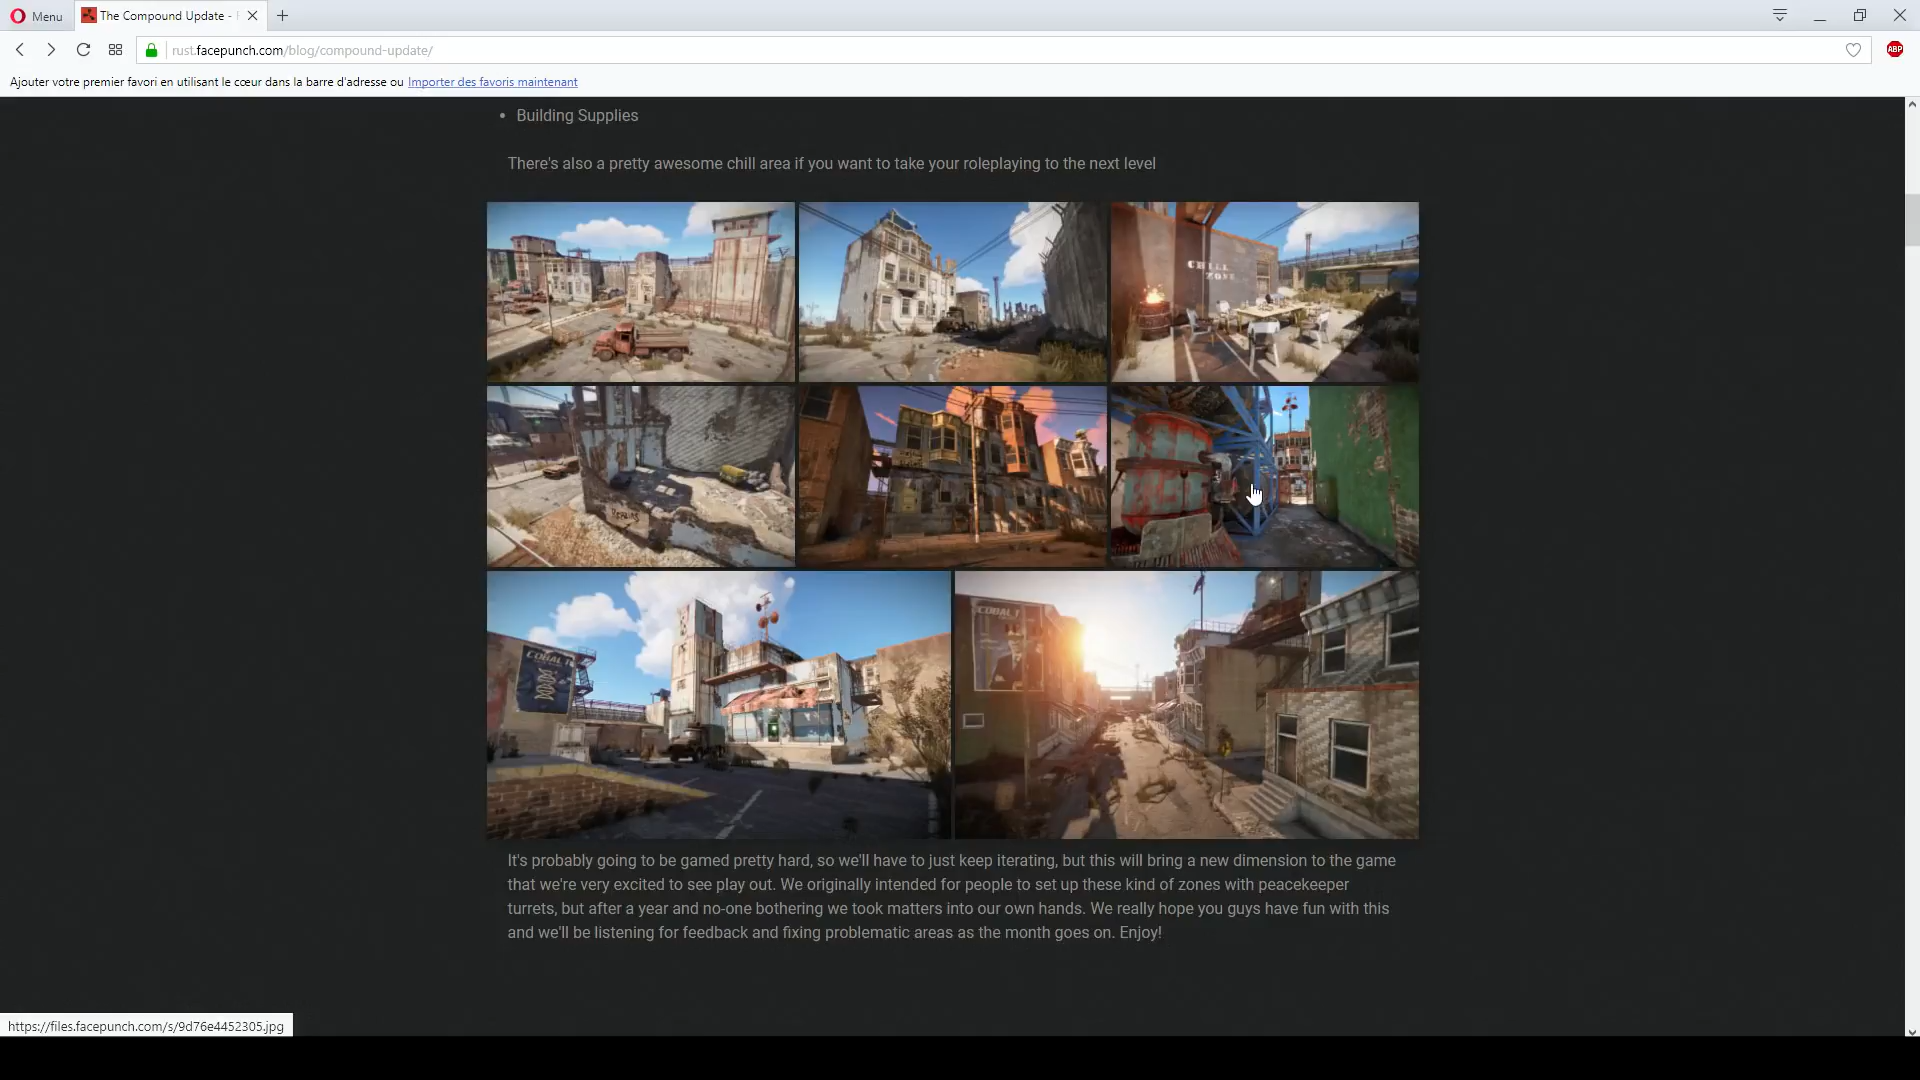 Menu
The Compound Update -
rust.facepunch.com/blog/compound-update/
ABP
Ajouter votre premier favori en utilisant le cœur dans la barre d'adresse ou Importer des favoris maintenant
• Building Supplies
There's also a pretty awesome chill area if you want to take your roleplaying to the next level
CHILL
ZONE
REPAIRS
COBALT
COBALT
It's probably going to be gamed pretty hard, so we'll have to just keep iterating, but this will bring a new dimension to the game
that we're very excited to see play out. We originally intended for people to set up these kind of zones with peacekeeper
turrets, but after a year and no-one bothering we took matters into our own hands. We really hope you guys have fun with this
and we'll be listening for feedback and fixing problematic areas as the month goes on. Enjoy!
https://files.facepunch.com/s/9d76e4452305.jpg